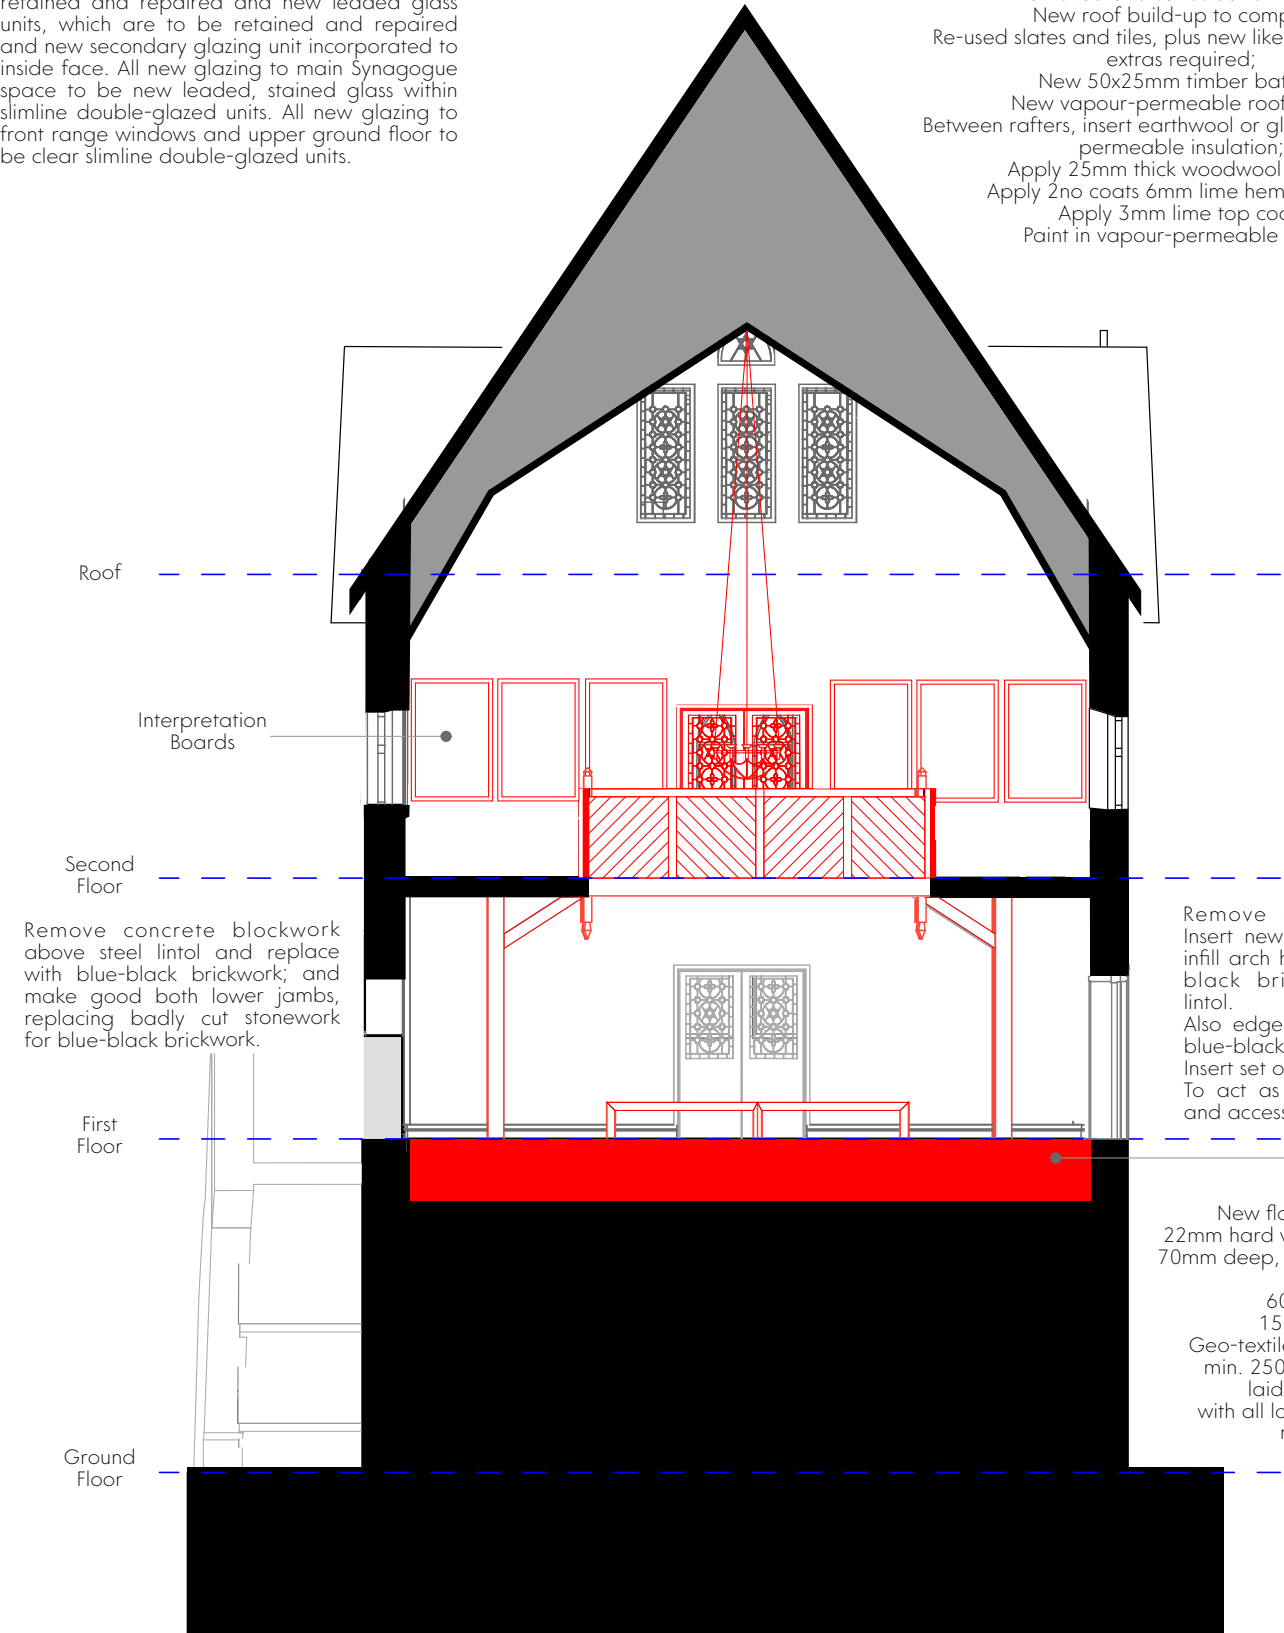 retained and repaired and new leaded glass
units, which are to be retained and repaired
and new secondary glazing unit incorporated to
inside face. All new glazing to main Synagogue
space to be new leaded, stained glass within
slimline double-glazed units. All new glazing to
front range windows and upper ground floor to
be clear slimline double-glazed units.
New roof build-up to comp
Re-used slates and tiles, plus new like
extras required;
New 50x25mm timber bat
New vapour-permeable roof
Between rafters, insert earthwool or gl
permeable insulation;
Apply 25mm thick woodwool
Apply 2no coats 6mm lime hem
Apply 3mm lime top coa
Paint in vapour-permeable
Roof
Interpretation
Boards
Second
Floor
Remove concrete blockwork
above steel lintol and replace
with blue-black brickwork; and
make good both lower jambs,
replacing badly cut stonework
for blue-black brickwork.
Remove
Insert new
infill arch h
black bri
lintol.
Also edge
blue-black
Insert set o
To act as
and access
First
Floor
New flo
22mm hard w
70mm deep,
60
15
Geo-textile
min. 250
laid
with all la
Ground
Floor